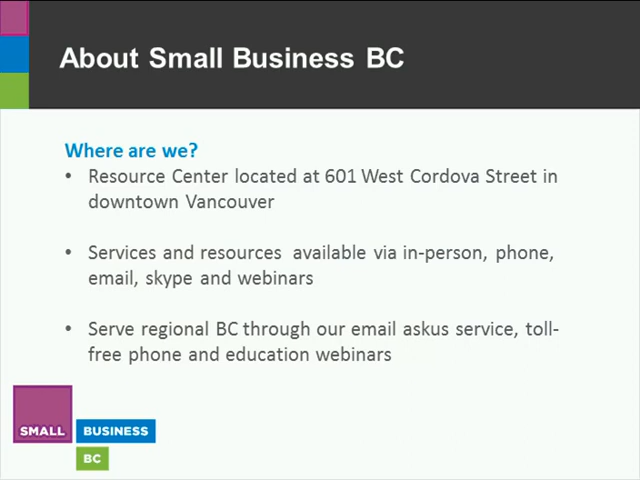 About Small Business BC
Where are we?
• Resource Center located at 601 West Cordova Street in
downtown Vancouver
• Services and resources available via in-person, phone,
email, skype and webinars
• Serve regional BC through our email askus service, toll-
free phone and education webinars
SMALL
BUSINESS
BC